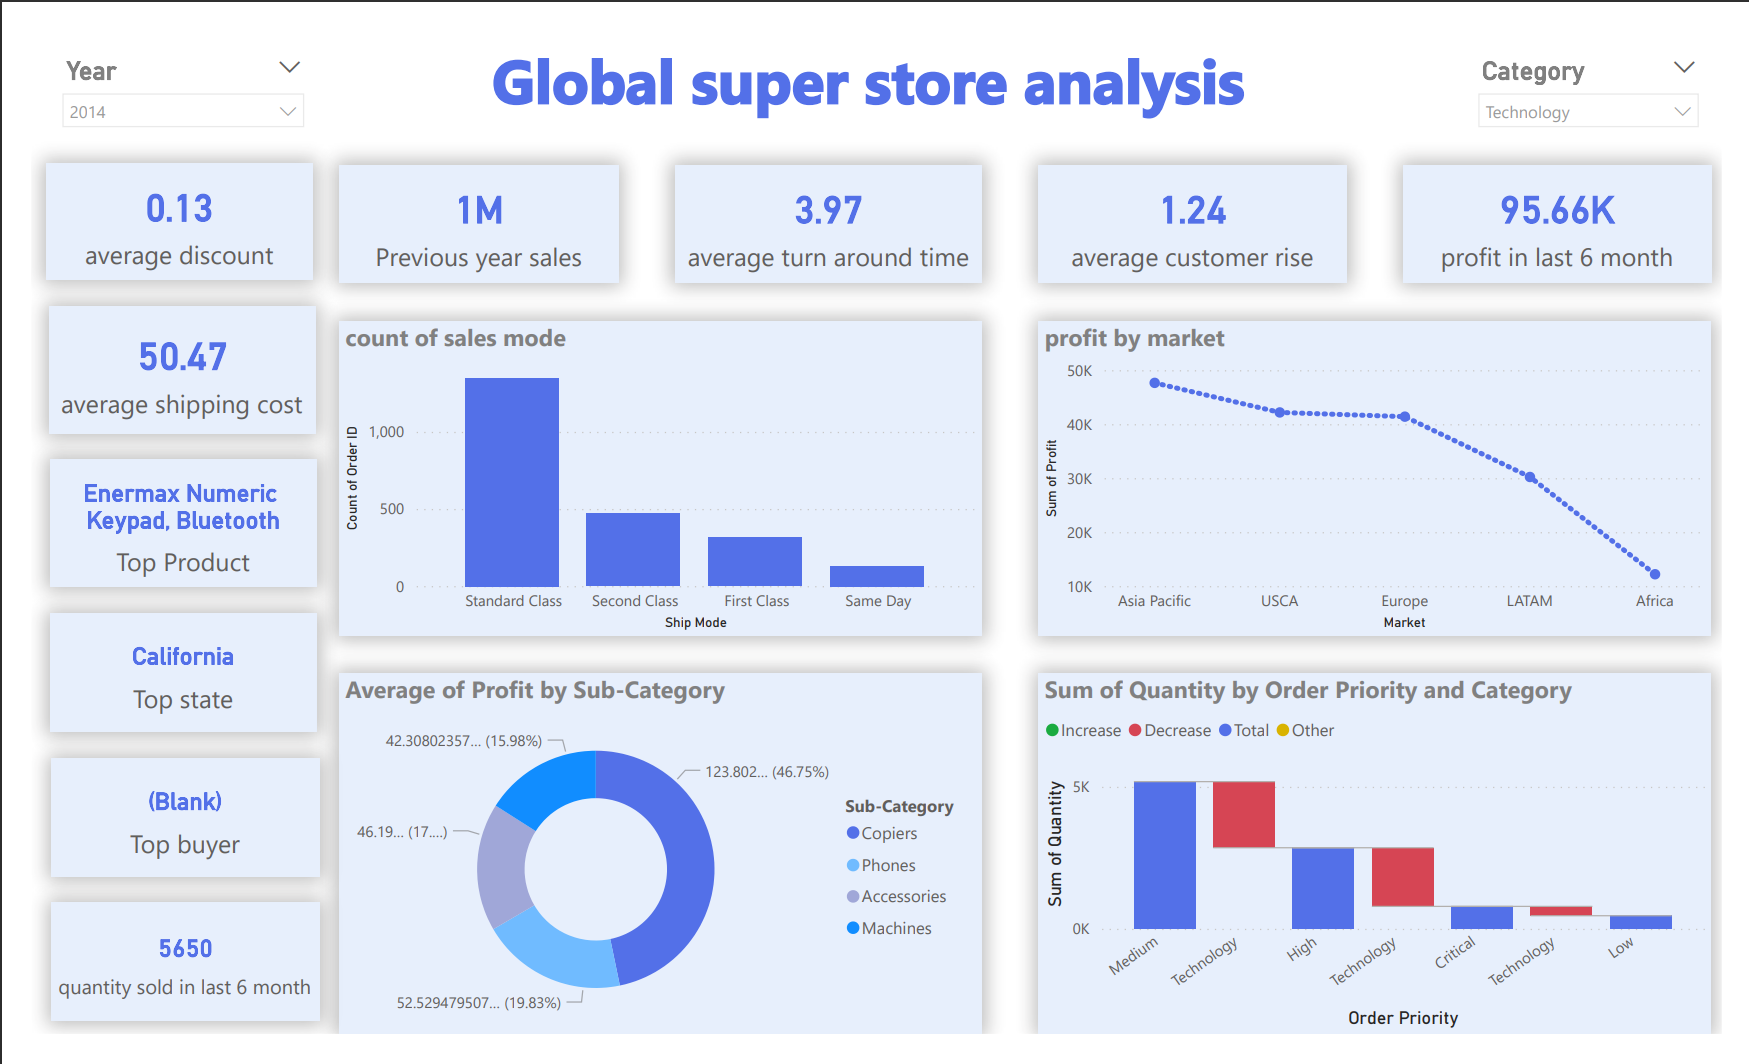 Year
2014
Global super store analysis
Category
Technology
0.13
average discount
1M
Previous year sales
3.97
average turn around time
1.24
average customer rise
95.66K
profit in last 6 month
50.47
average shipping cost
Enermax Numeric
Keypad, Bluetooth
Top Product
California
Top state
(Blank)
Top buyer
5650
quantity sold in last 6 month
count of sales mode
Count of Order ID
1,000
500
0
Standard Class
Second Class
First Class
Same Day
Ship Mode
profit by market
Sum of Profit
50K
40K
30K
20K
10K
Asia Pacific
USCA
Europe
LATAM
Africa
Market
Average of Profit by Sub-Category
42.30802357... (15.98%)
123.802... (46.75%)
46.19... (17....)
52.529479507... (19.83%)
Sub-Category
Copiers
Phones
Accessories
Machines
Sum of Quantity by Order Priority and Category
Increase Decrease Total Other
Sum of Quantity
5K
0K
Medium
Technology
High
Technology
Critical
Technology
Low
Order Priority